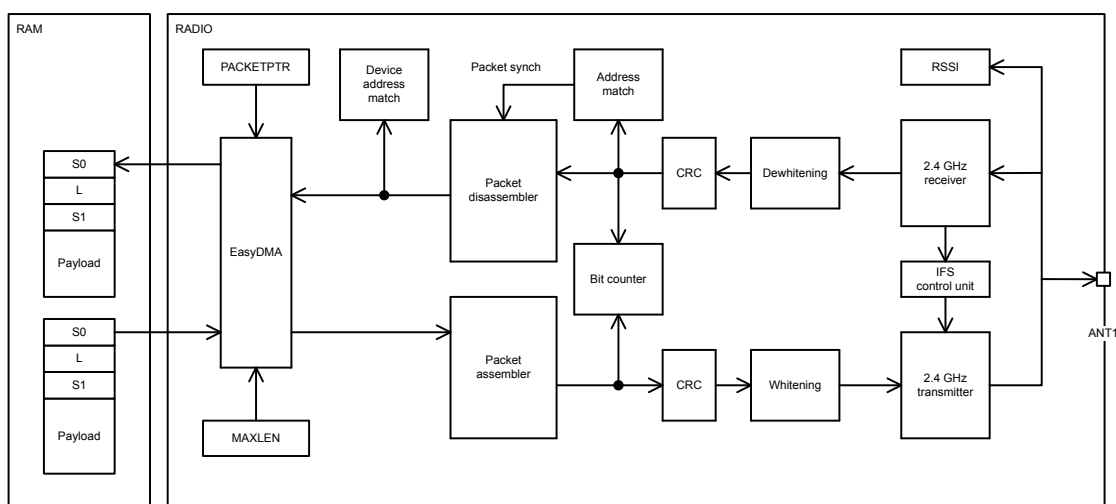 RAM
RADIO
PACKETPTR
Device
address
match
Packet synch
Address
match
RSSI
S0
L
S1
Payload
EasyDMA
Packet
disassembler
CRC
Dewhitening
2.4 GHz
receiver
Bit counter
IFS
control unit
ANT1
S0
L
S1
Payload
Packet
assembler
CRC
Whitening
2.4 GHz
transmitter
MAXLEN